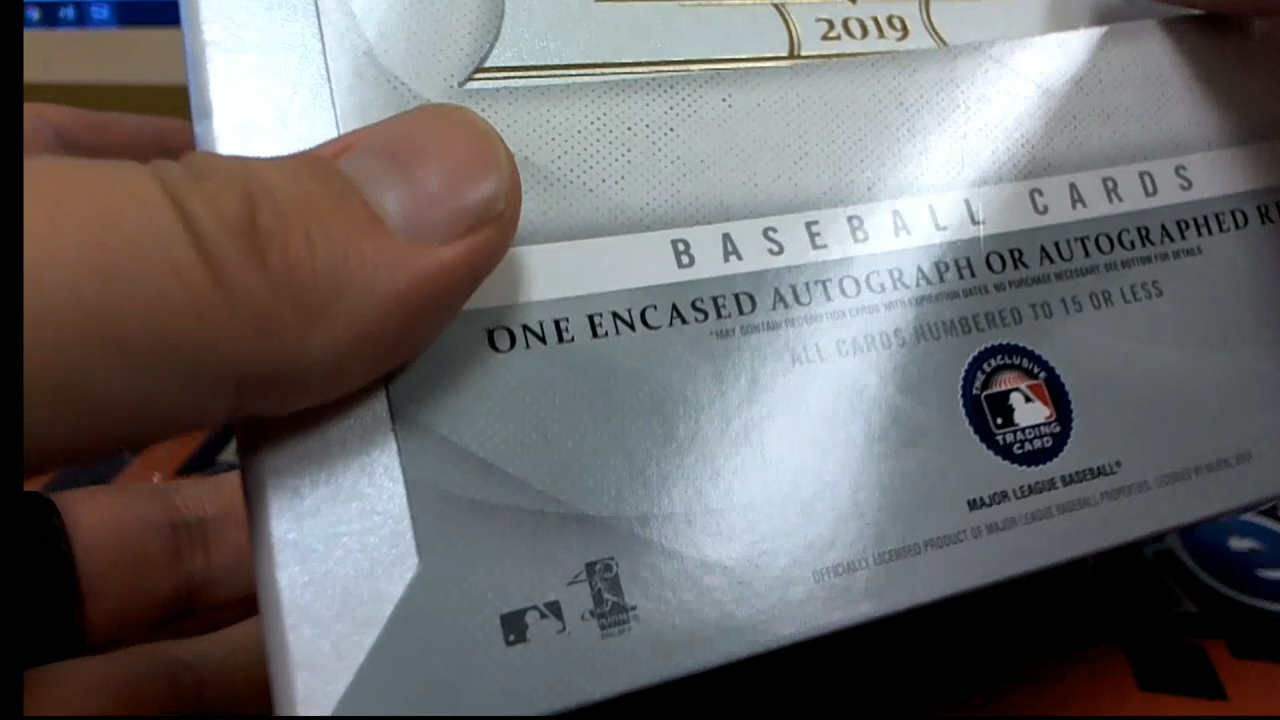 2019
BASEBALL CARDS
ONE ENCASED AUTOGRAPH OR AUTOGRAPHED
*MAY CONTAIN REDEMPTION CARDS WITH EXPIRATION DATES. NO PURCHASE NECESSARY. SEE BOTTOM FOR DETAILS
ALL CARDS NUMBERED TO 15 OR LESS
THE EXCLUSIVE
TRADING
CARD
MAJOR LEAGUE BASEBALL®
OFFICIALLY LICENSED PRODUCT OF MAJOR LEAGUE BASEBALL PROPERTIES.